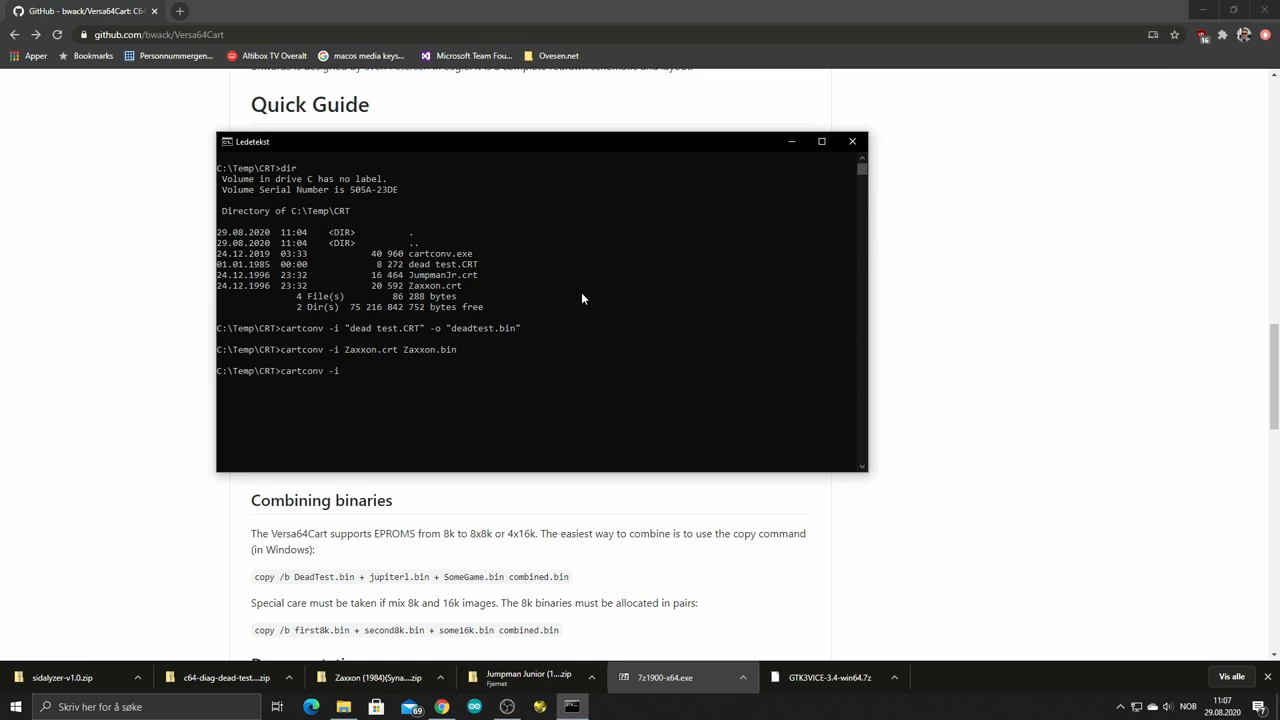 GitHub - bwack/Versa64Cart: C6
github.com/bwack/Versa64Cart
16
Apper
Bookmarks
Personnummergen...
Altibox TV Overalt
macos media keys...
Microsoft Team Fou...
Ovesen.net
Quick Guide
Ledetekst
C:\Temp\CRT>dir
Volume in drive C has no label.
Volume Serial Number is 505A-23DE
Directory of C:\Temp\CRT
29.08.2020 11:04 <DIR> .
29.08.2020 11:04 <DIR> ..
24.12.2019 03:33 40 960 cartconv.exe
01.01.1985 00:00 8 272 dead test.CRT
24.12.1996 23:32 16 464 JumpmanJr.crt
24.12.1996 23:32 20 592 Zaxxon.crt
4 File(s) 86 288 bytes
2 Dir(s) 75 216 842 752 bytes free
C:\Temp\CRT>cartconv -i "dead test.CRT" -o "deadtest.bin"
C:\Temp\CRT>cartconv -i Zaxxon.crt Zaxxon.bin
C:\Temp\CRT>cartconv -i
Combining binaries
The Versa64Cart supports EPROMS from 8k to 8x8k or 4x16k. The easiest way to combine is to use the copy command
(in Windows):
copy /b DeadTest.bin + jupiterl.bin + SomeGame.bin combined.bin
Special care must be taken if mix 8k and 16k images. The 8k binaries must be allocated in pairs:
copy /b first8k.bin + second8k.bin + some16k.bin combined.bin
sidalyzer-v1.0.zip
c64-diag-dead-test....zip
Zaxxon (1984)(Syna....zip
Jumpman Junior (1....zip
Fjernet
7z1900-x64.exe
GTK3VICE-3.4-win64.7z
Vis alle
Skriv her for å søke
69
NOB
11:07
29.08.2020
7